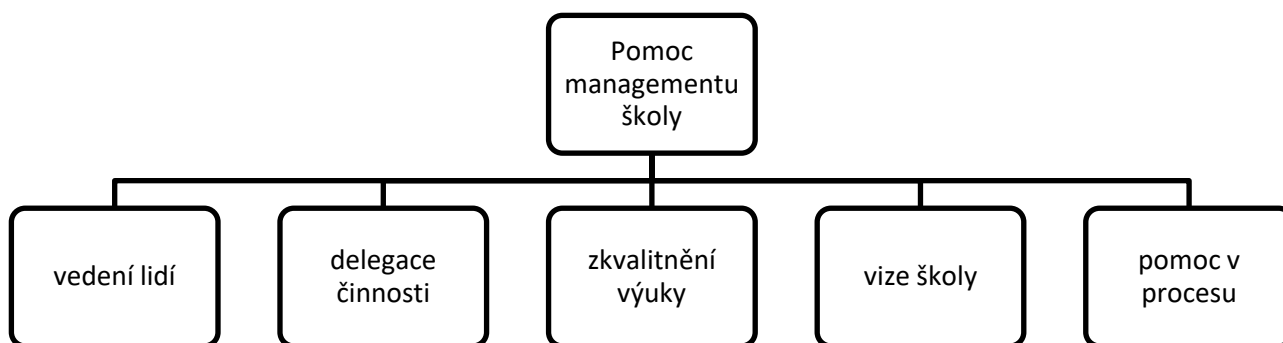 Pomoc
managementu
školy
vedení lidí
delegace
činnosti
zkvalitnění
výuky
vize školy
pomoc v
procesu